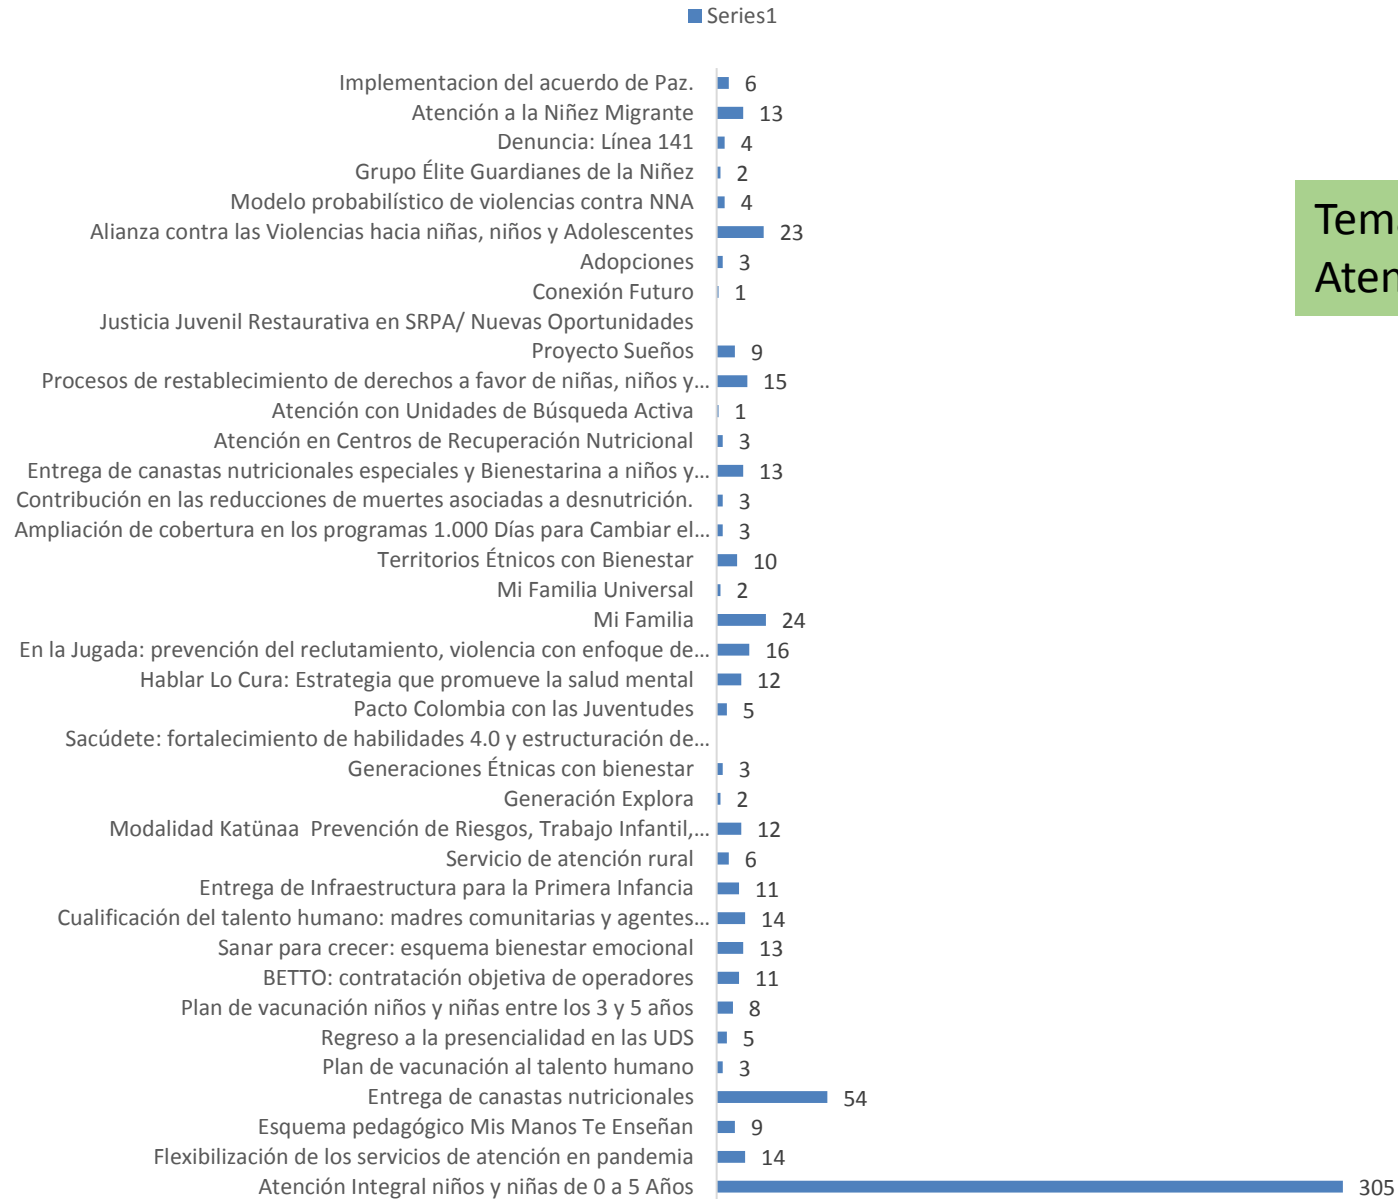 Series1
Implementacion del acuerdo de Paz. 6
Atención a la Niñez Migrante 13
Denuncia: Línea 141 4
Grupo Élite Guardianes de la Niñez 2
Modelo probabilístico de violencias contra NNA 4
Alianza contra las Violencias hacia niñas, niños y Adolescentes 23
Adopciones 3
Conexión Futuro 1
Justicia Juvenil Restaurativa en SRPA/ Nuevas Oportunidades
Proyecto Sueños 9
Procesos de restablecimiento de derechos a favor de niñas, niños y... 15
Atención con Unidades de Búsqueda Activa 1
Atención en Centros de Recuperación Nutricional 3
Entrega de canastas nutricionales especiales y Bienestarina a niños y... 13
Contribución en las reducciones de muertes asociadas a desnutrición. 3
Ampliación de cobertura en los programas 1.000 Días para Cambiar el... 3
Territorios Étnicos con Bienestar 10
Mi Familia Universal 2
Mi Familia 24
En la Jugada: prevención del reclutamiento, violencia con enfoque de... 16
Hablar Lo Cura: Estrategia que promueve la salud mental 12
Pacto Colombia con las Juventudes 5
Sacúdete: fortalecimiento de habilidades 4.0 y estructuración de...
Generaciones Étnicas con bienestar 3
Generación Explora 2
Modalidad Katünaa  Prevención de Riesgos, Trabajo Infantil,... 12
Servicio de atención rural 6
Entrega de Infraestructura para la Primera Infancia 11
Cualificación del talento humano: madres comunitarias y agentes... 14
Sanar para crecer: esquema bienestar emocional 13
BETTO: contratación objetiva de operadores 11
Plan de vacunación niños y niñas entre los 3 y 5 años 8
Regreso a la presencialidad en las UDS 5
Plan de vacunación al talento humano 3
Entrega de canastas nutricionales 54
Esquema pedagógico Mis Manos Te Enseñan 9
Flexibilización de los servicios de atención en pandemia 14
Atención Integral niños y niñas de 0 a 5 Años 305